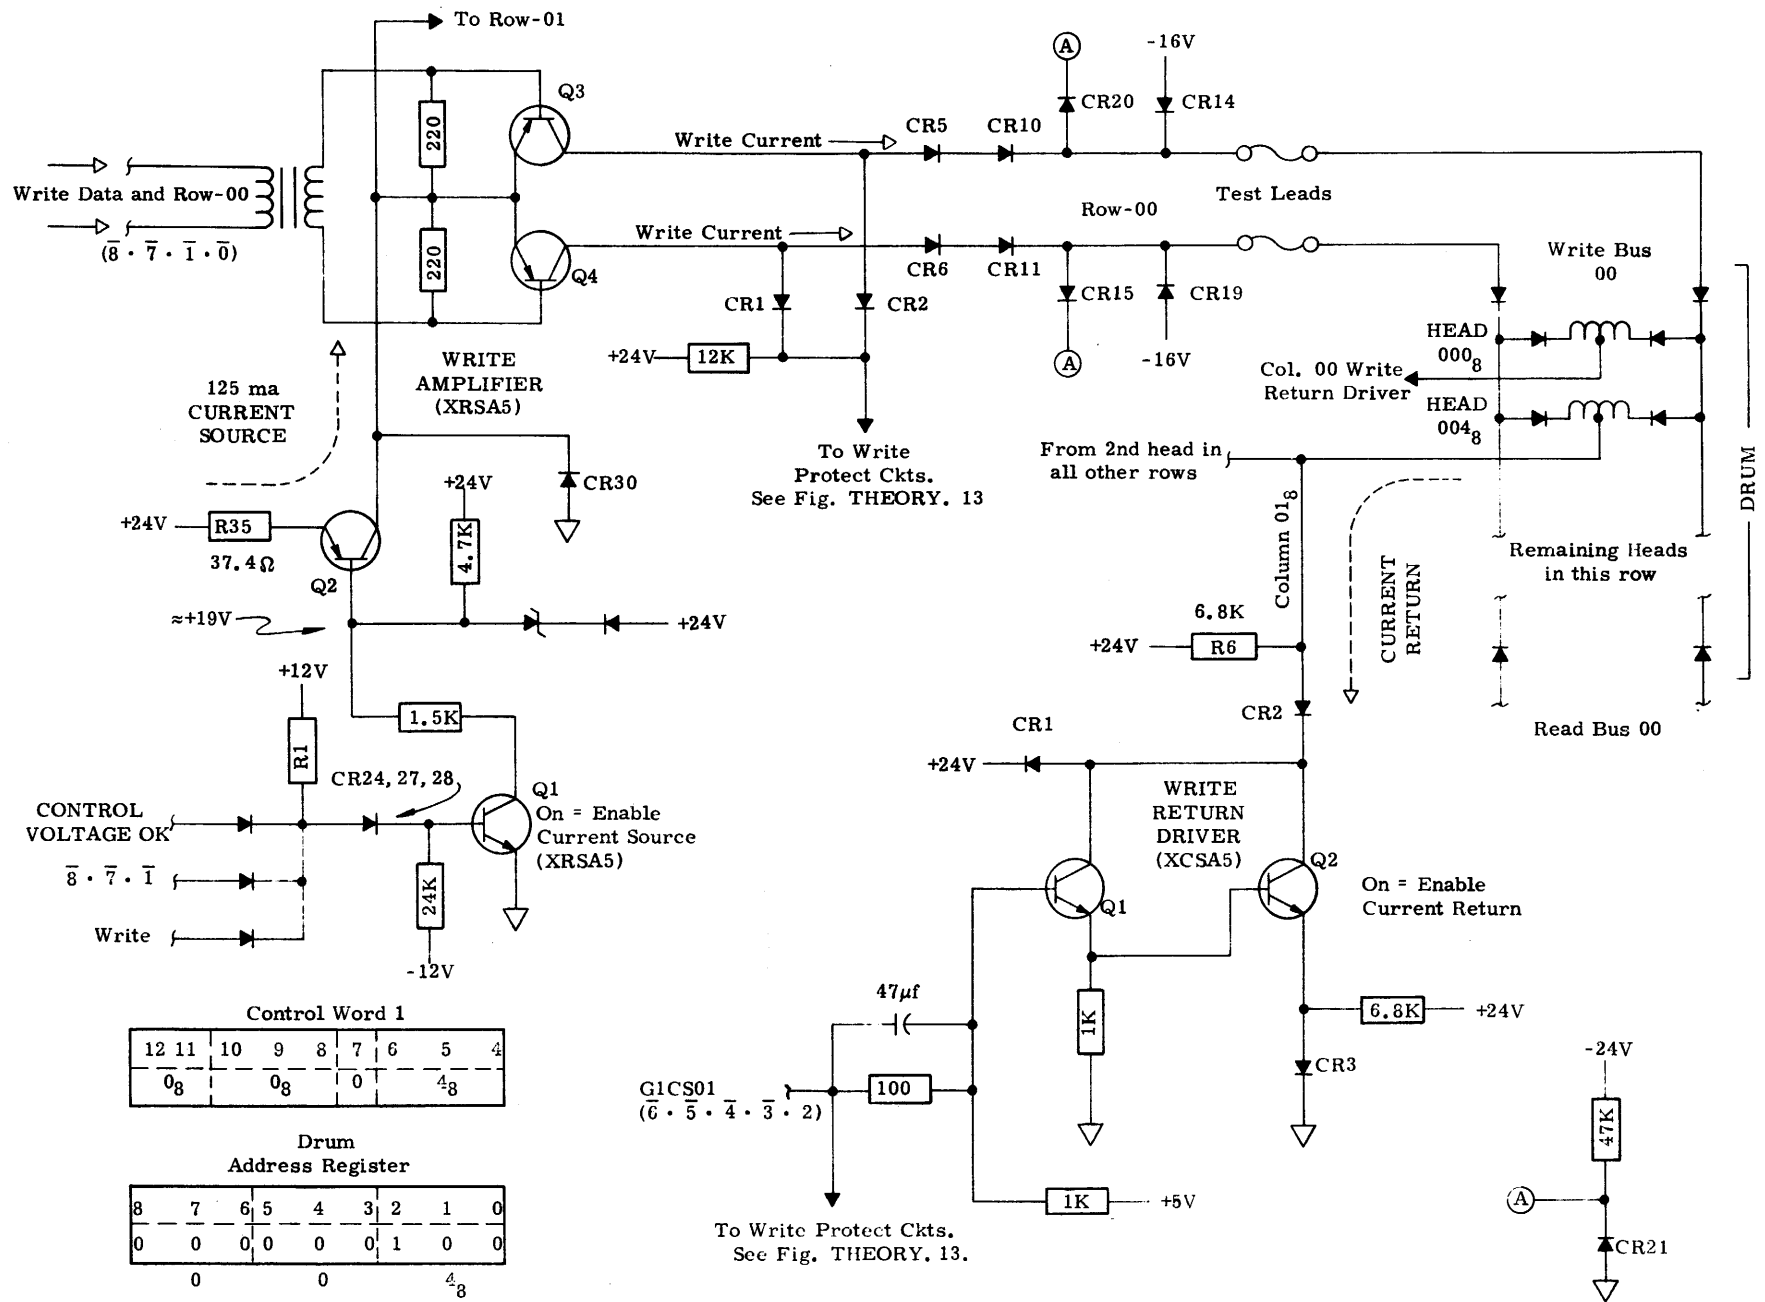 To Row-01
Q3
220
220
Q4
Write Data and Row-00
(8̅ · 7̅ · 1̅ · 0̅)
Write Current
Write Current
CR5
CR10
A
CR20
-16V
CR14
Test Leads
Row-00
CR6
CR11
CR15
CR19
A
-16V
CR1
CR2
+24V
12K
WRITE
AMPLIFIER
(XRSA5)
To Write
Protect Ckts.
See Fig. THEORY. 13
125 ma
CURRENT
SOURCE
CR30
+24V
R35
37.4Ω
Q2
+24V
4.7K
≈+19V
+24V
+12V
R1
1.5K
CR24, 27, 28
Q1
On = Enable
Current Source
(XRSA5)
CONTROL
VOLTAGE OK
8̅ · 7̅ · 1̅
Write
24K
-12V
Write Bus
00
HEAD
000₈
Col. 00 Write
Return Driver
HEAD
004₈
From 2nd head in
all other rows
DRUM
Column 01₈
CURRENT
RETURN
Remaining Heads
in this row
Read Bus 00
6.8K
+24V
R6
CR2
CR1
+24V
WRITE
RETURN
DRIVER
(XCSA5)
Q1
Q2
On = Enable
Current Return
1K
6.8K
+24V
CR3
47µf
G1CS01
(6̅ · 5̅ · 4̅ · 3̅ · 2)
100
1K
+5V
To Write Protect Ckts.
See Fig. THEORY. 13.
-24V
47K
A
CR21
Control Word 1
12 11 10 9 8 7 6 5 4
0₈ 0₈ 0 4₈
Drum
Address Register
8 7 6 5 4 3 2 1 0
0 0 0 0 0 0 1 0 0
0 0 4₈